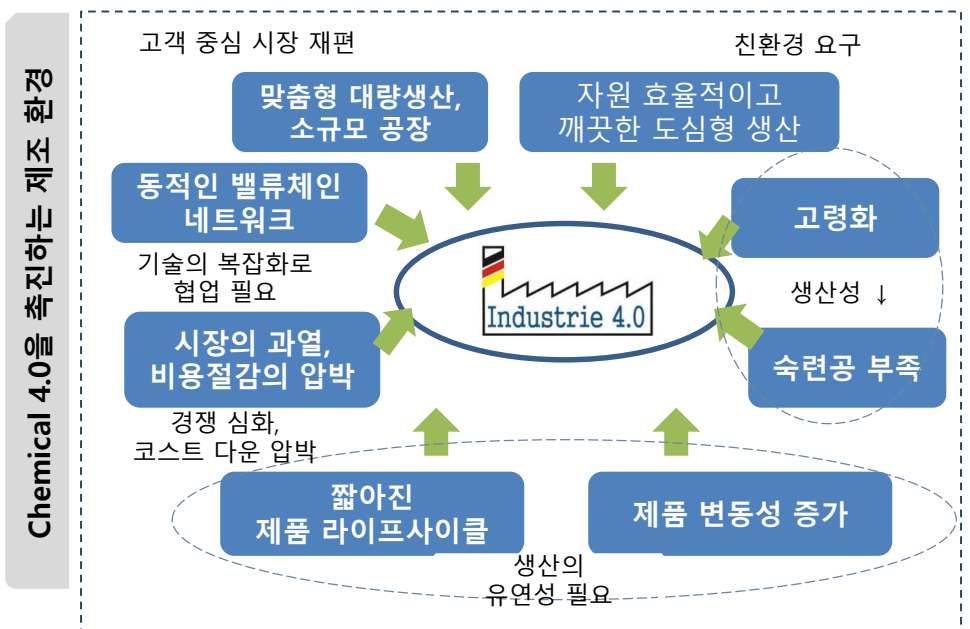 Chemical 4.0을 촉진하는 제조 환경
고객 중심 시장 재편
친환경 요구
맞춤형 대량생산,
소규모 공장
자원 효율적이고
깨끗한 도심형 생산
동적인 밸류체인
네트워크
고령화
기술의 복잡화로
협업 필요
생산성 ↓
Industrie 4.0
시장의 과열,
비용절감의 압박
숙련공 부족
경쟁 심화,
코스트 다운 압박
짧아진
제품 라이프사이클
제품 변동성 증가
생산의
유연성 필요